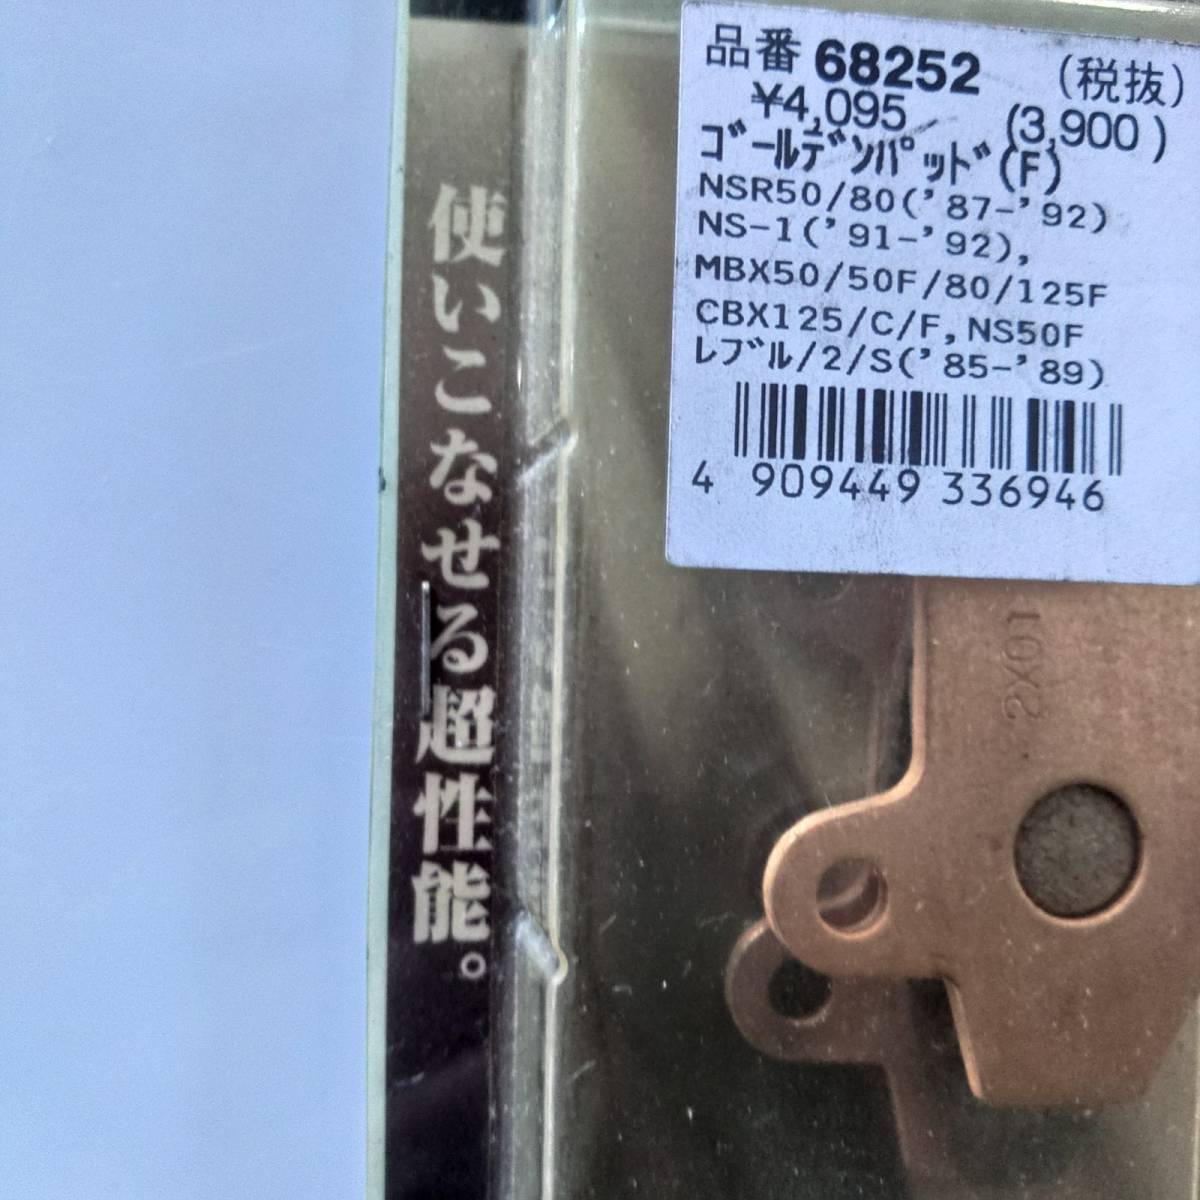 品番 68252 (税抜)
¥4,095 (3,900)
ゴールデンパッド(F)
NSR50/80('87-'92)
NS-1('91-'92),
MBX50/50F/80/125F
CBX125/C/F,NS50F
レブル/2/S('85-'89)
4 909449 336946
使いこなせる超性能。
2X01